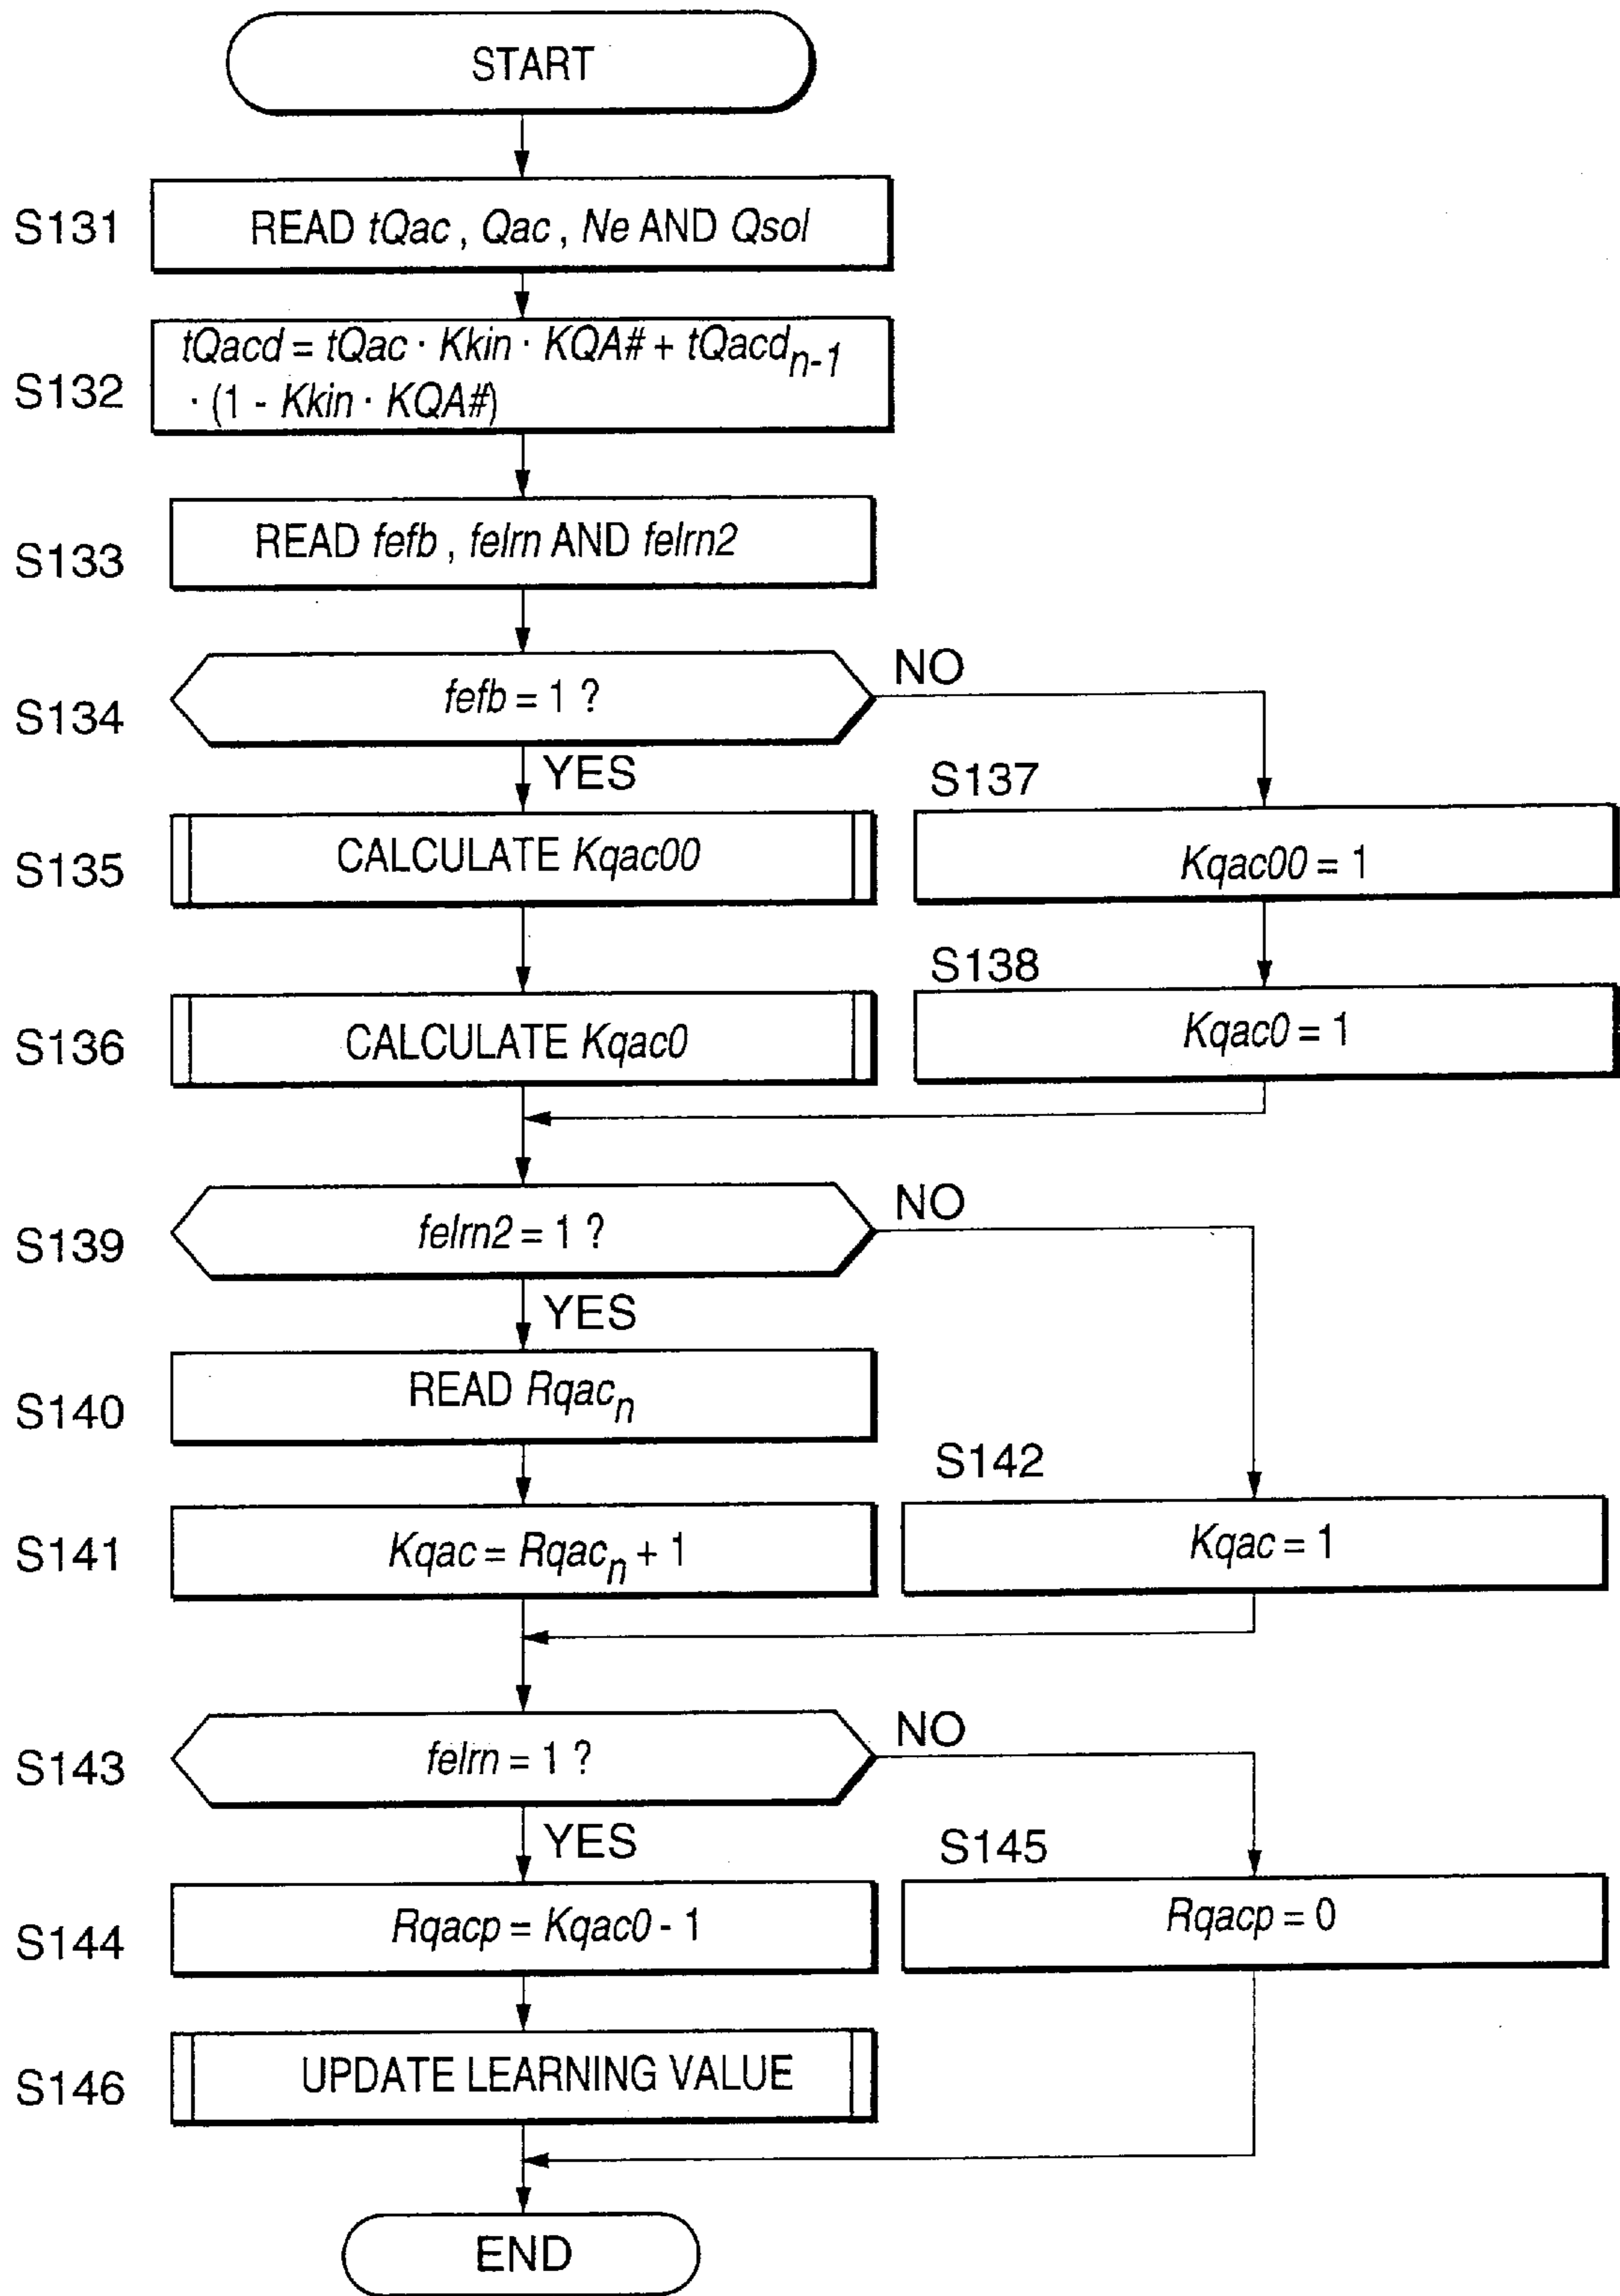 START
S131
READ tQac , Qac , Ne AND Qsol
S132
tQacd = tQac · Kkin · KQA# + tQacdn-1
· (1 - Kkin · KQA#)
S133
READ fefb , felrn AND felrn2
S134
fefb = 1 ?
NO
YES
S135
CALCULATE Kqac00
S137
Kqac00 = 1
S136
CALCULATE Kqac0
S138
Kqac0 = 1
S139
felrn2 = 1 ?
NO
YES
S140
READ Rqacn
S141
Kqac = Rqacn + 1
S142
Kqac = 1
S143
felrn = 1 ?
NO
YES
S144
Rqacp = Kqac0 - 1
S145
Rqacp = 0
S146
UPDATE LEARNING VALUE
END